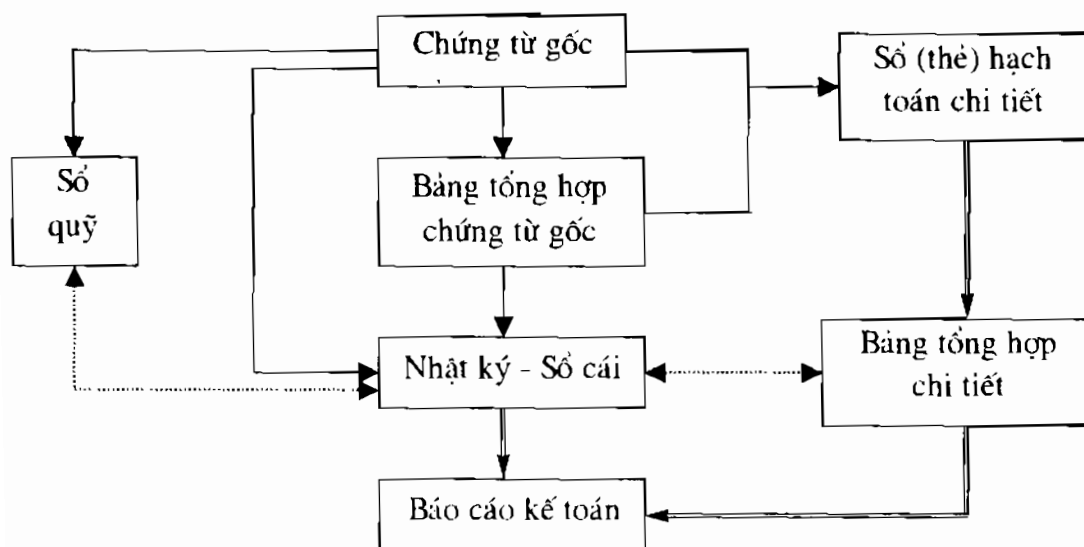 Chứng từ gốc
Sổ (thẻ) hạch
toán chi tiết
Sổ
quỹ
Bảng tổng hợp
chứng từ gốc
Nhật ký - Sổ cái
Bảng tổng hợp
chi tiết
Báo cáo kế toán